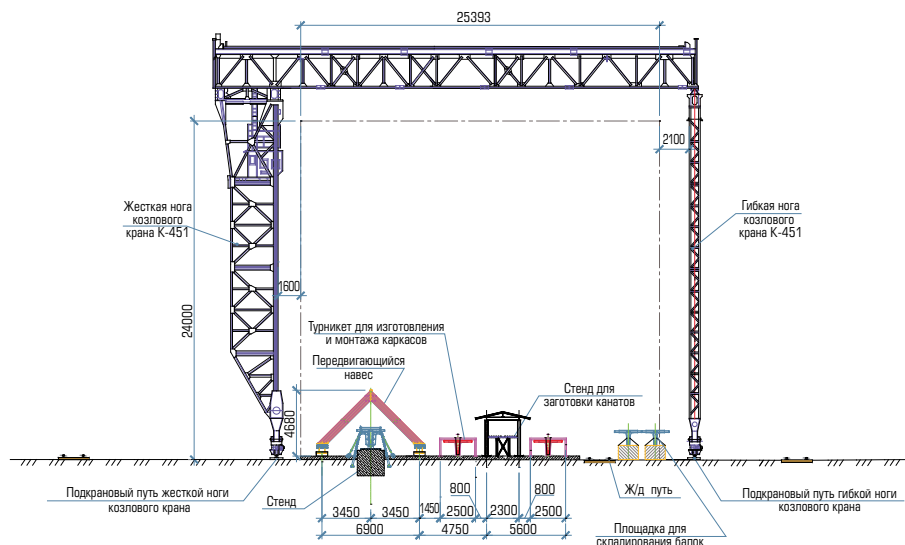 25393
2100
Жесткая нога
козлового
крана К-451
Гибкая нога
козлового
крана К-451
1600
24000
Турникет для изготовления
и монтажа каркасов
Передвигающийся
навес
Стенд для
заготовки канатов
4680
Подкрановый путь жесткой ноги
козлового крана
Стенд
800
800
Ж/д путь
Подкрановый путь гибкой ноги
козлового крана
3450
3450
1450
2500
2300
2500
6900
4750
5600
Площадка для
складирования балок